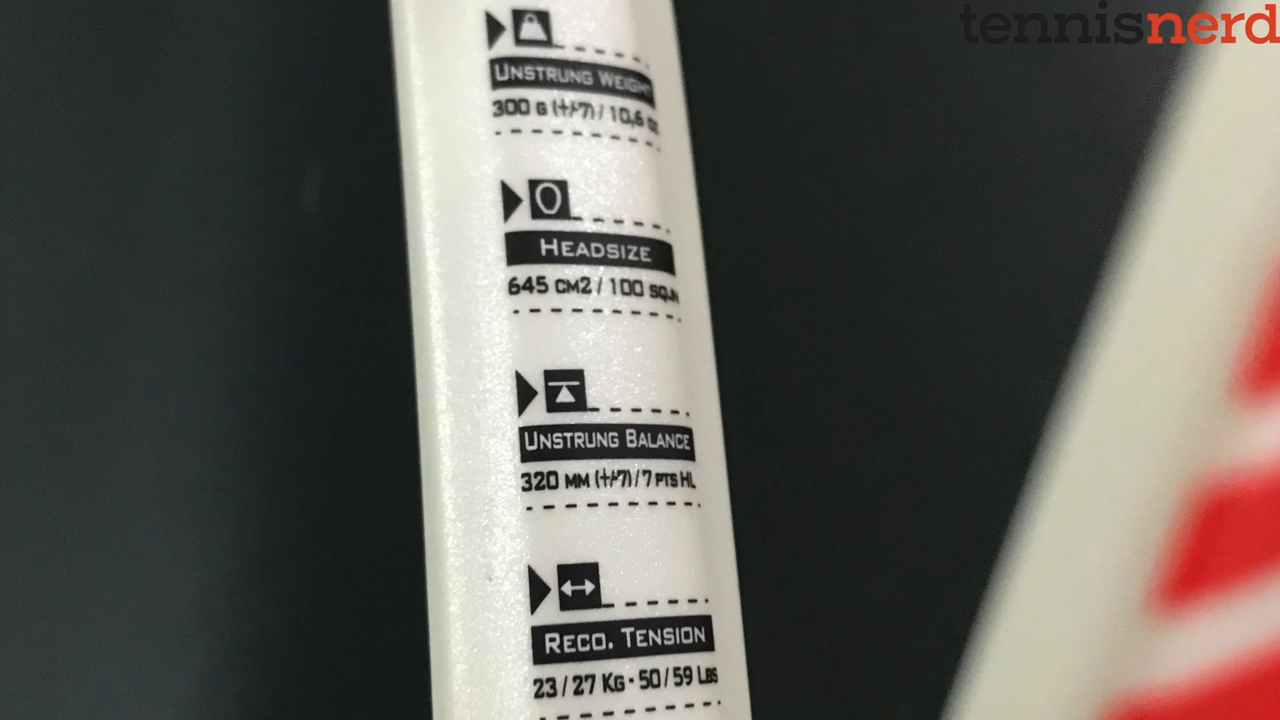 tennisnerd
UNSTRUNG WEIGHT
300 G (+/-7) / 10,6 OZ
HEADSIZE
645 CM2 / 100 SQ.IN
UNSTRUNG BALANCE
320 MM (+/-7) / 7 PTS HL
RECO. TENSION
23 / 27 KG - 50 / 59 LBS